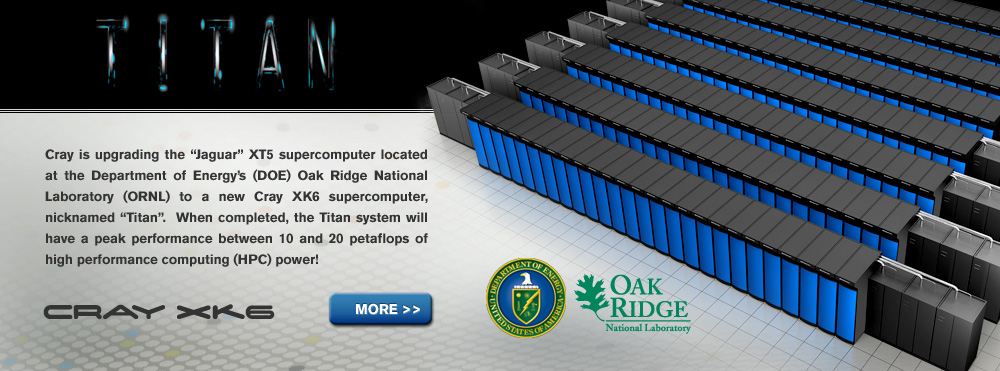 TITAN
Cray is upgrading the “Jaguar” XT5 supercomputer located
at the Department of Energy's (DOE) Oak Ridge National
Laboratory (ORNL) to a new Cray XK6 supercomputer,
nicknamed “Titan”. When completed, the Titan system will
have a peak performance between 10 and 20 petaflops of
high performance computing (HPC) power!
CRAY XK6
MORE >>
DEPARTMENT OF ENERGY
UNITED STATES OF AMERICA
OAK
RIDGE
National Laboratory